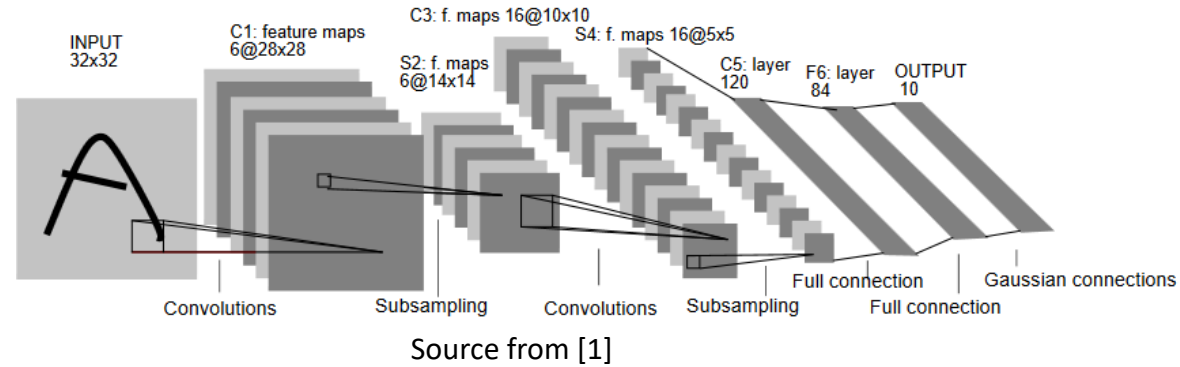 INPUT
32x32
C1: feature maps
6@28x28
S2: f. maps
6@14x14
C3: f. maps 16@10x10
S4: f. maps 16@5x5
C5: layer
120
F6: layer
84
OUTPUT
10
Convolutions
Subsampling
Convolutions
Subsampling
Full connection
Full connection
Gaussian connections
Source from [1]